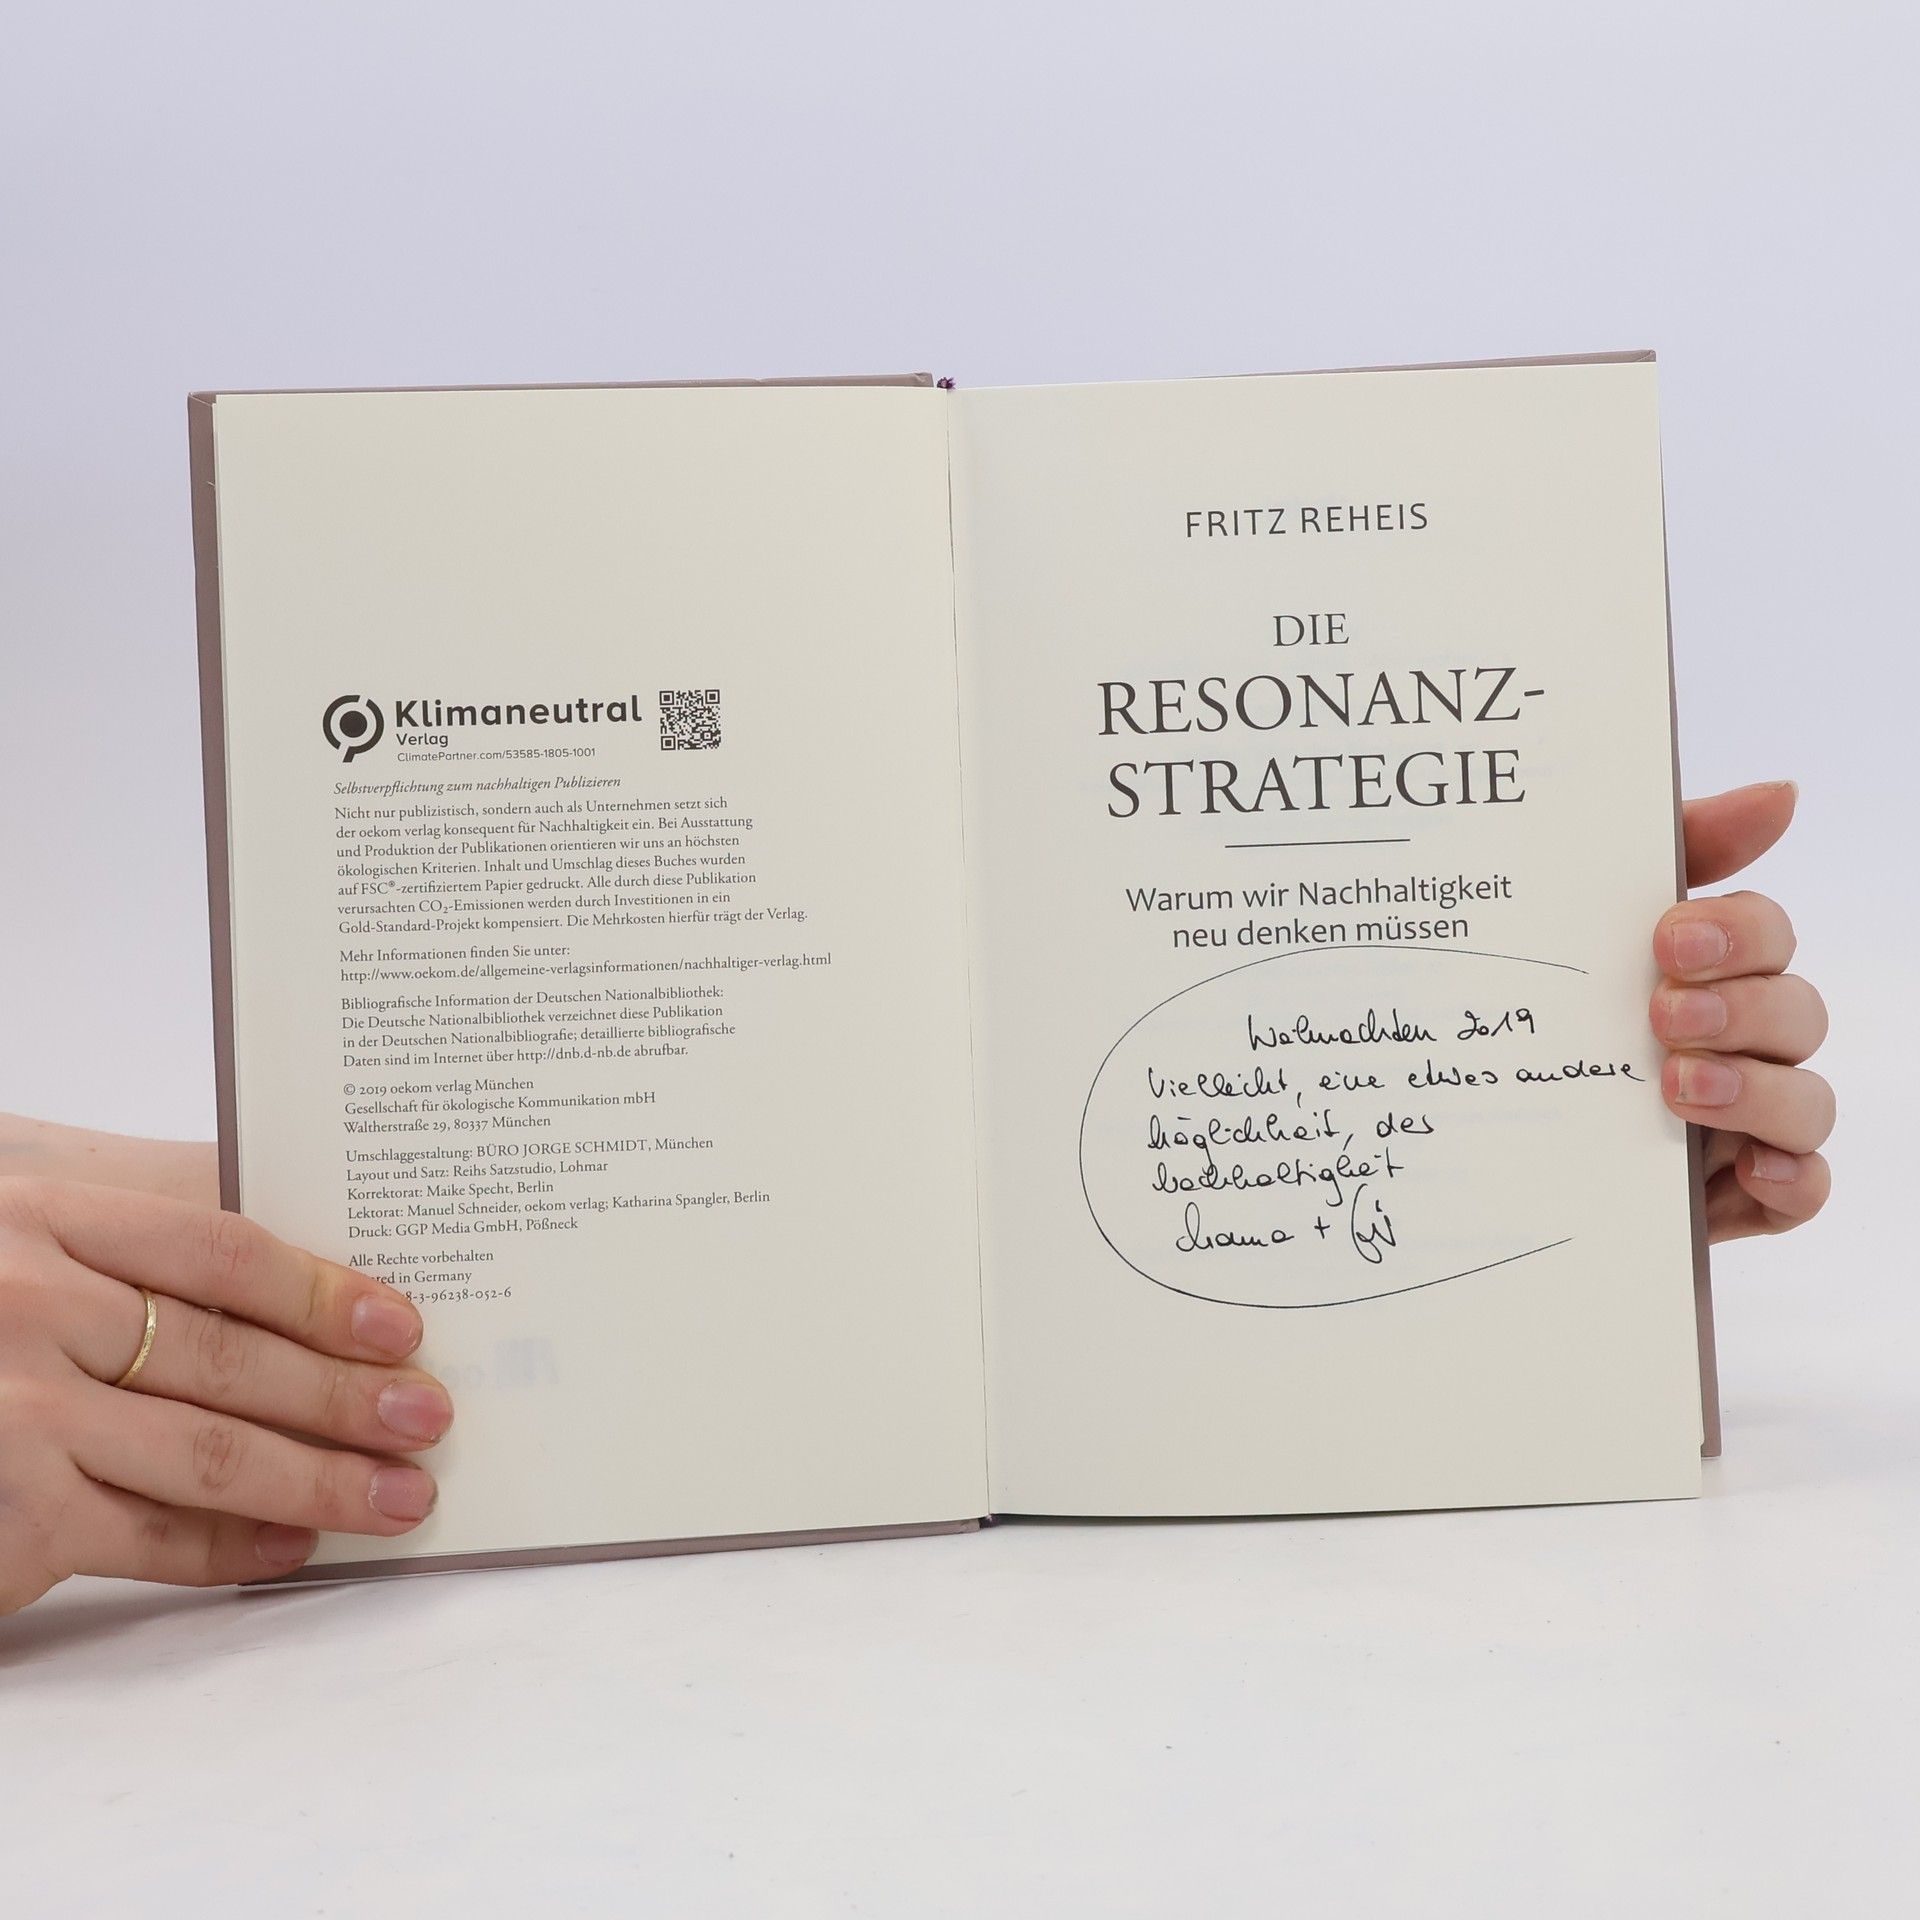 Klimaneutral
Verlag
ClimatePartner.com/53585-1805-1001
Selbstverpflichtung zum nachhaltigen Publizieren
Nicht nur publizistisch, sondern auch als Unternehmen setzt sich
der oekom verlag konsequent für Nachhaltigkeit ein. Bei Ausstattung
und Produktion der Publikationen orientieren wir uns an höchsten
ökologischen Kriterien. Inhalt und Umschlag dieses Buches wurden
auf FSC®-zertifiziertem Papier gedruckt. Alle durch diese Publikation
verursachten CO₂-Emissionen werden durch Investitionen in ein
Gold-Standard-Projekt kompensiert. Die Mehrkosten hierfür trägt der Verlag.
Mehr Informationen finden Sie unter:
http://www.oekom.de/allgemeine-verlagsinformationen/nachhaltiger-verlag.html
Bibliografische Information der Deutschen Nationalbibliothek:
Die Deutsche Nationalbibliothek verzeichnet diese Publikation
in der Deutschen Nationalbibliografie; detaillierte bibliografische
Daten sind im Internet über http://dnb.d-nb.de abrufbar.
© 2019 oekom verlag München
Gesellschaft für ökologische Kommunikation mbH
Waltherstraße 29, 80337 München
Umschlaggestaltung: BÜRO JORGE SCHMIDT, München
Layout und Satz: Reihs Satzstudio, Lohmar
Korrektorat: Maike Specht, Berlin
Lektorat: Manuel Schneider, oekom verlag; Katharina Spangler, Berlin
Druck: GGP Media GmbH, Pößneck
Alle Rechte vorbehalten
red in Germany
8-3-96238-052-6
FRITZ REHEIS
DIE
RESONANZ-
STRATEGIE
Warum wir Nachhaltigkeit
neu denken müssen
Weihnachten 2019
Vielleicht, eine etwas andere
Möglichkeit, des
Nachhaltigkeit
Mama +